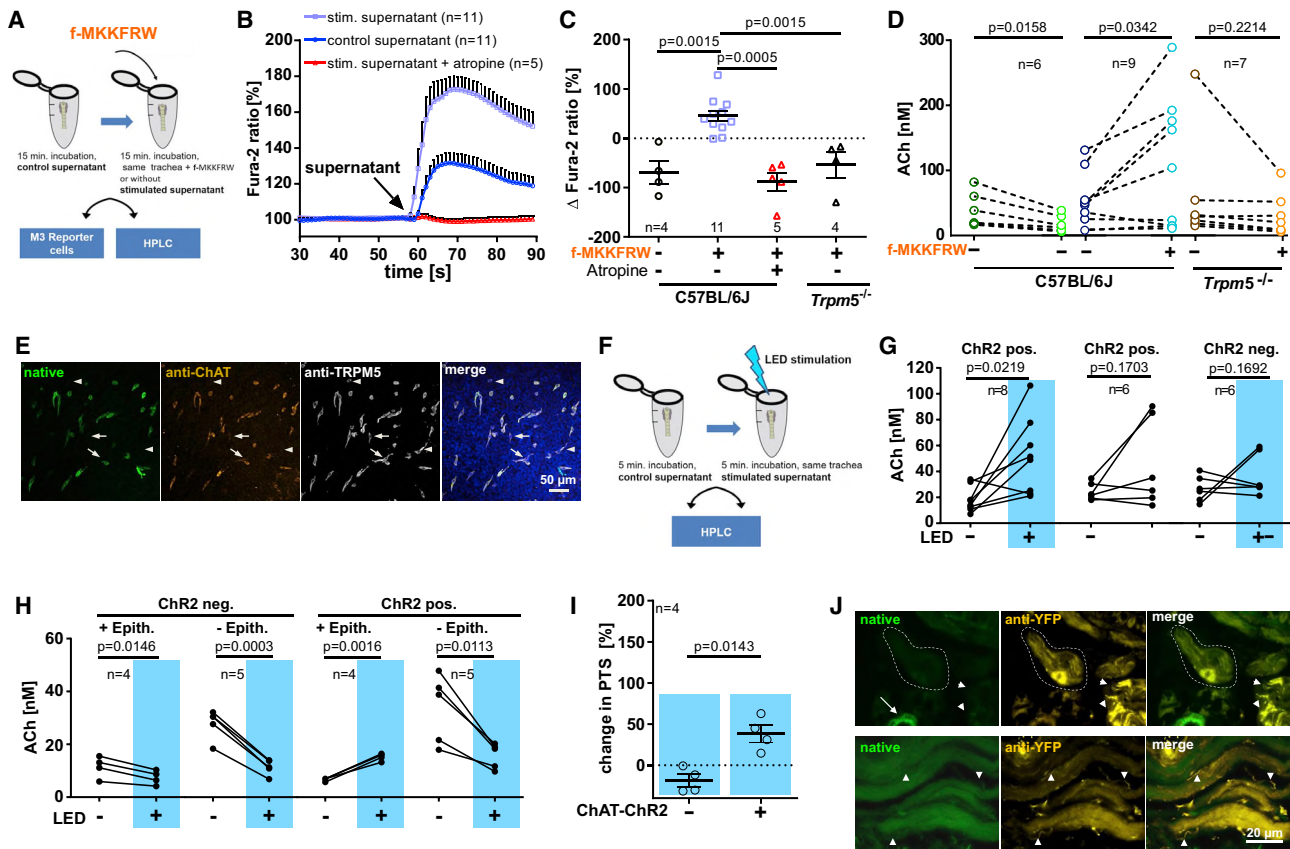 A
f-MKKFRW
15 min. incubation,
control supernatant
15 min. incubation,
same trachea + f-MKKFRW
or without
stimulated supernatant
M3 Reporter
cells
HPLC
B
stim. supernatant (n=11)
control supernatant (n=11)
stim. supernatant + atropine (n=5)
Fura-2 ratio [%]
180
160
140
120
100
supernatant
30 40 50 60 70 80 90
time [s]
C
p=0.0015
p=0.0015
p=0.0005
Δ Fura-2 ratio [%]
200
100
0
-100
-200
n=4 11 5 4
f-MKKFRW - + + +
Atropine - - + -
C57BL/6J
Trpm5-/-
D
p=0.0158 p=0.0342 p=0.2214
n=6 n=9 n=7
ACh [nM]
300
200
100
0
f-MKKFRW - - - + - +
C57BL/6J
Trpm5-/-
E
native
anti-ChAT
anti-TRPM5
merge
50 µm
F
LED stimulation
5 min. incubation,
control supernatant
5 min. incubation, same trachea
stimulated supernatant
HPLC
G
ChR2 pos. ChR2 pos. ChR2 neg.
p=0.0219 p=0.1703 p=0.1692
n=8 n=6 n=6
ACh [nM]
120
100
80
60
40
20
0
LED - + - - +-
H
ChR2 neg. ChR2 pos.
+ Epith. - Epith. + Epith. - Epith.
p=0.0146 p=0.0003 p=0.0016 p=0.0113
n=4 n=5 n=4 n=5
ACh [nM]
60
40
20
0
LED - + - + - + - +
I
n=4
p=0.0143
change in PTS [%]
200
150
100
50
0
ChAT-ChR2 - +
J
native
anti-YFP
merge
native
anti-YFP
merge
20 µm